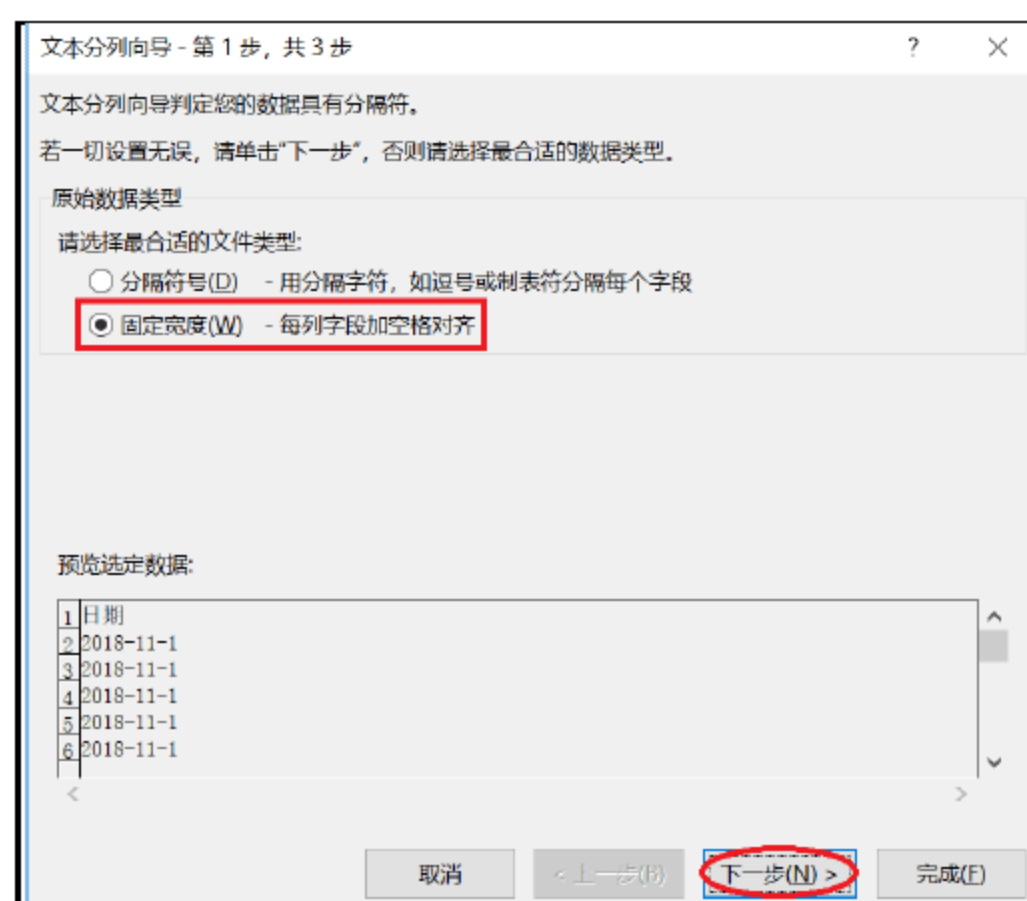 文本分列向导 - 第 1 步，共 3 步 ? ×
文本分列向导判定您的数据具有分隔符。
若一切设置无误，请单击“下一步”，否则请选择最合适的数据类型。
原始数据类型
请选择最合适的文件类型:
分隔符号(D) - 用分隔字符，如逗号或制表符分隔每个字段
固定宽度(W) - 每列字段加空格对齐
预览选定数据:
1 日期
2 2018-11-1
3 2018-11-1
4 2018-11-1
5 2018-11-1
6 2018-11-1
取消 < 上一步(B) 下一步(N) > 完成(F)